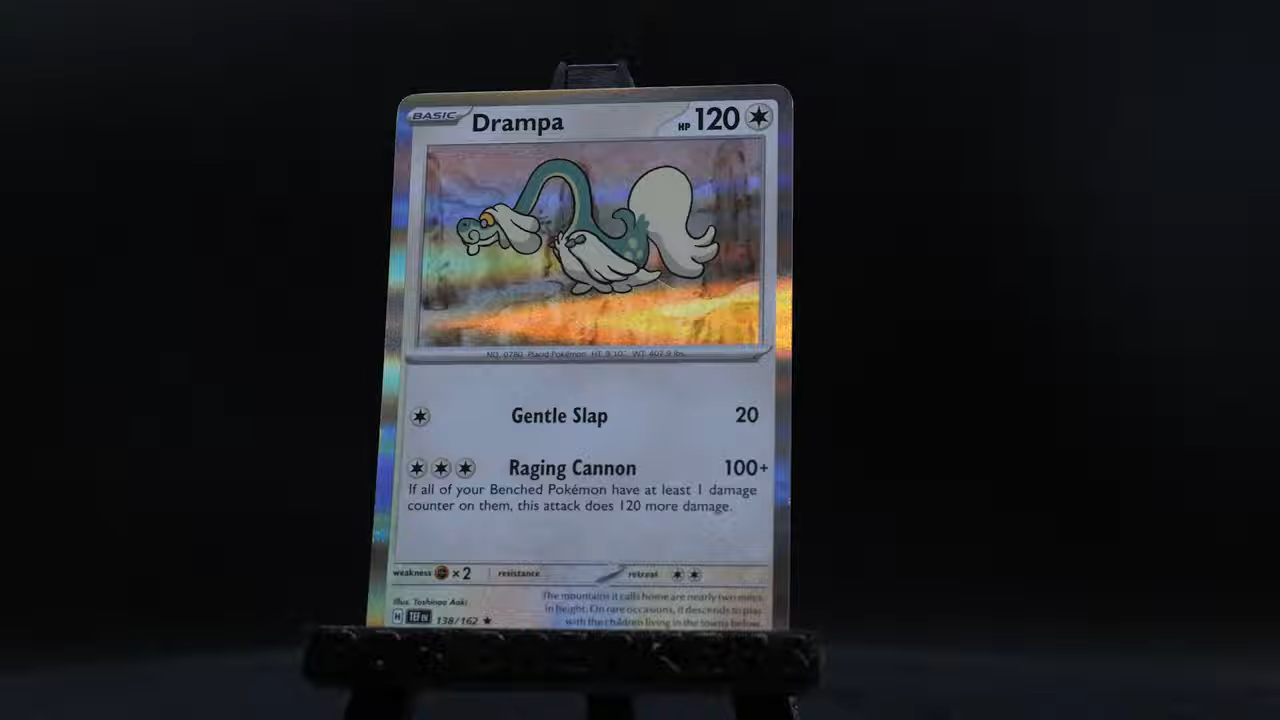 BASIC Drampa HP 120
NO. 0780 Placid Pokémon HT: 9'10" WT: 407.9 lbs.
Gentle Slap 20
Raging Cannon 100+
If all of your Benched Pokémon have at least 1 damage
counter on them, this attack does 120 more damage.
weakness ×2 resistance retreat
Illus. Toshinao Aoki
The mountains it calls home are nearly two miles
in height. On rare occasions, it descends to play
with the children living in the towns below.
H TEF EN 138/162